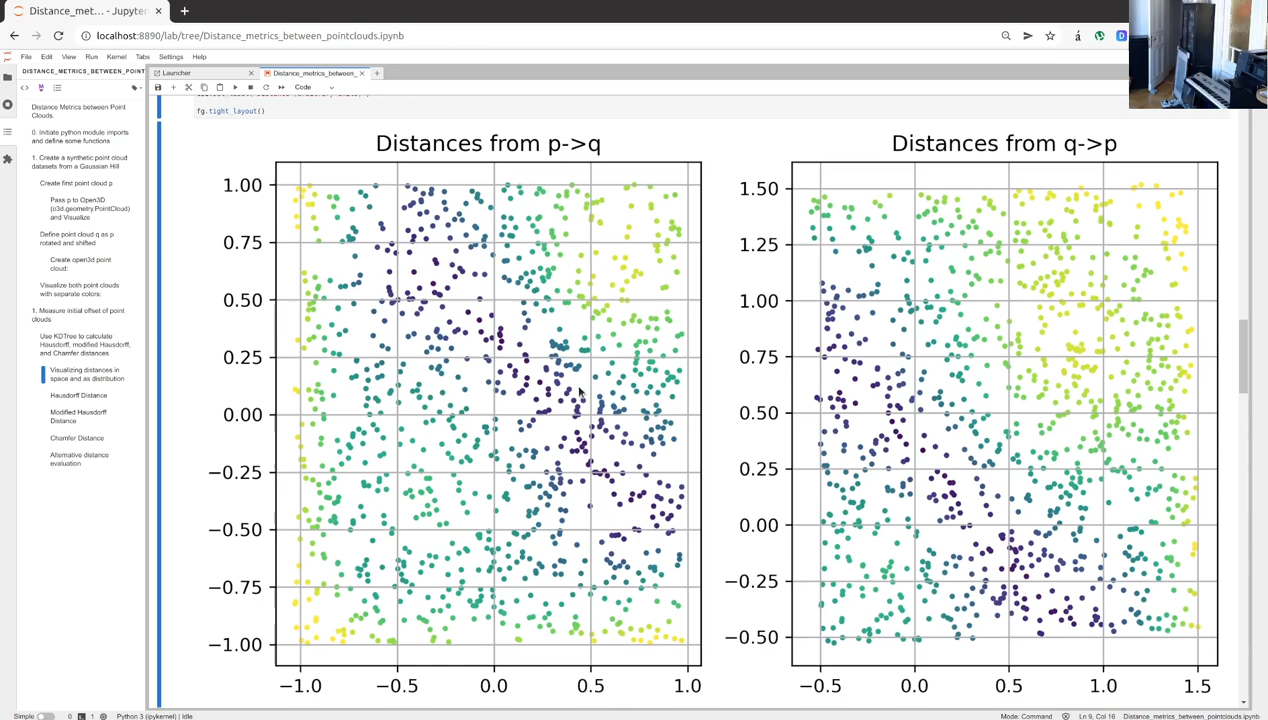 Distance_met... - Jupyter
localhost:8890/lab/tree/Distance_metrics_between_pointclouds.ipynb
File Edit View Run Kernel Tabs Settings Help
DISTANCE_METRICS_BETWEEN_POINT
Launcher
Distance_metrics_between_
Code
Distance Metrics between Point
Clouds
0. Initiate python module imports
and define some functions
1. Create a synthetic point cloud
datasets from a Gaussian Hill
Create first point cloud p
Pass p to Open3D
(o3d.geometry.PointCloud)
and Visualize
Define point cloud q as p
rotated and shifted
Create open3d point
cloud:
Visualize both point clouds
with separate colors:
1. Measure initial offset of point
clouds
Use KDTree to calculate
Hausdorff, modified Hausdorff,
and Chamfer distances
Visualizing distances in
space and as distribution
Hausdorff Distance
Modified Hausdorff
Distance
Chamfer Distance
Alternative distance
evaluation
fg.tight_layout()
Distances from p->q
1.00
0.75
0.50
0.25
0.00
−0.25
−0.50
−0.75
−1.00
−1.0 −0.5 0.0 0.5 1.0
Distances from q->p
1.50
1.25
1.00
0.75
0.50
0.25
0.00
−0.25
−0.50
−0.5 0.0 0.5 1.0 1.5
Simple 0 1 Python 3 (ipykernel) | Idle
Mode: Command Ln 9, Col 16 Distance_metrics_between_pointclouds.ipynb